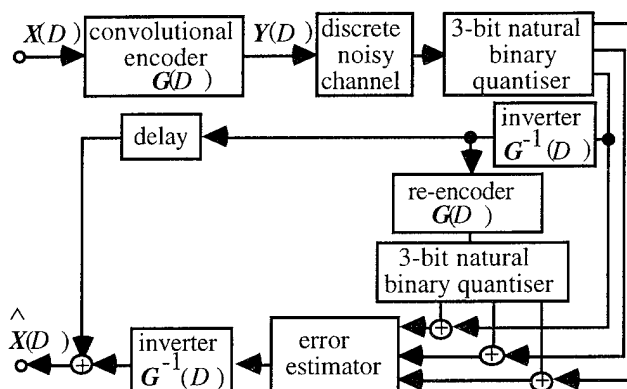 X(D)
convolutional
encoder
G(D)
Y(D)
discrete
noisy
channel
3-bit natural
binary
quantiser
delay
inverter
G⁻¹(D)
re-encoder
G(D)
3-bit natural
binary quantiser
X̂(D)
inverter
G⁻¹(D)
error
estimator